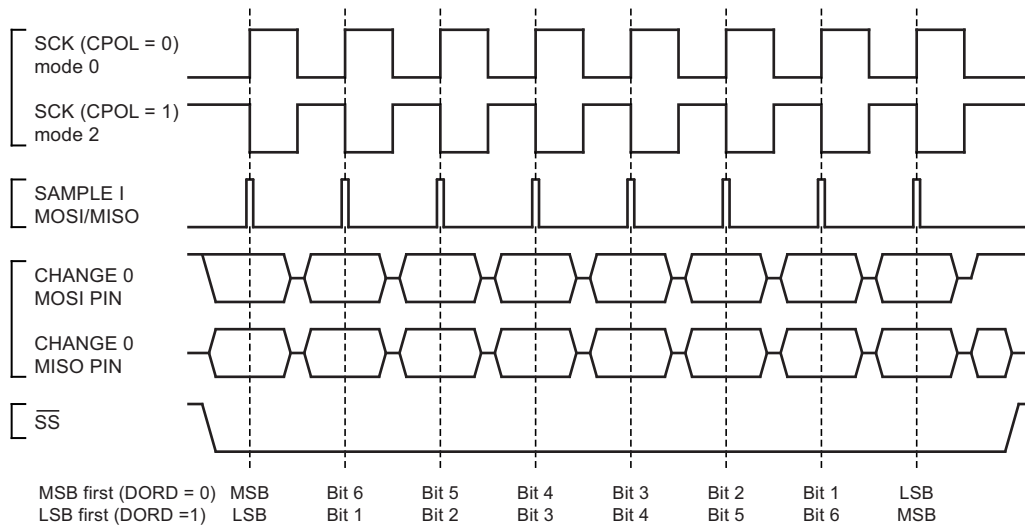 SCK (CPOL = 0)
mode 0
SCK (CPOL = 1)
mode 2
SAMPLE I
MOSI/MISO
CHANGE 0
MOSI PIN
CHANGE 0
MISO PIN
SS
MSB first (DORD = 0) MSB Bit 6 Bit 5 Bit 4 Bit 3 Bit 2 Bit 1 LSB
LSB first (DORD =1) LSB Bit 1 Bit 2 Bit 3 Bit 4 Bit 5 Bit 6 MSB